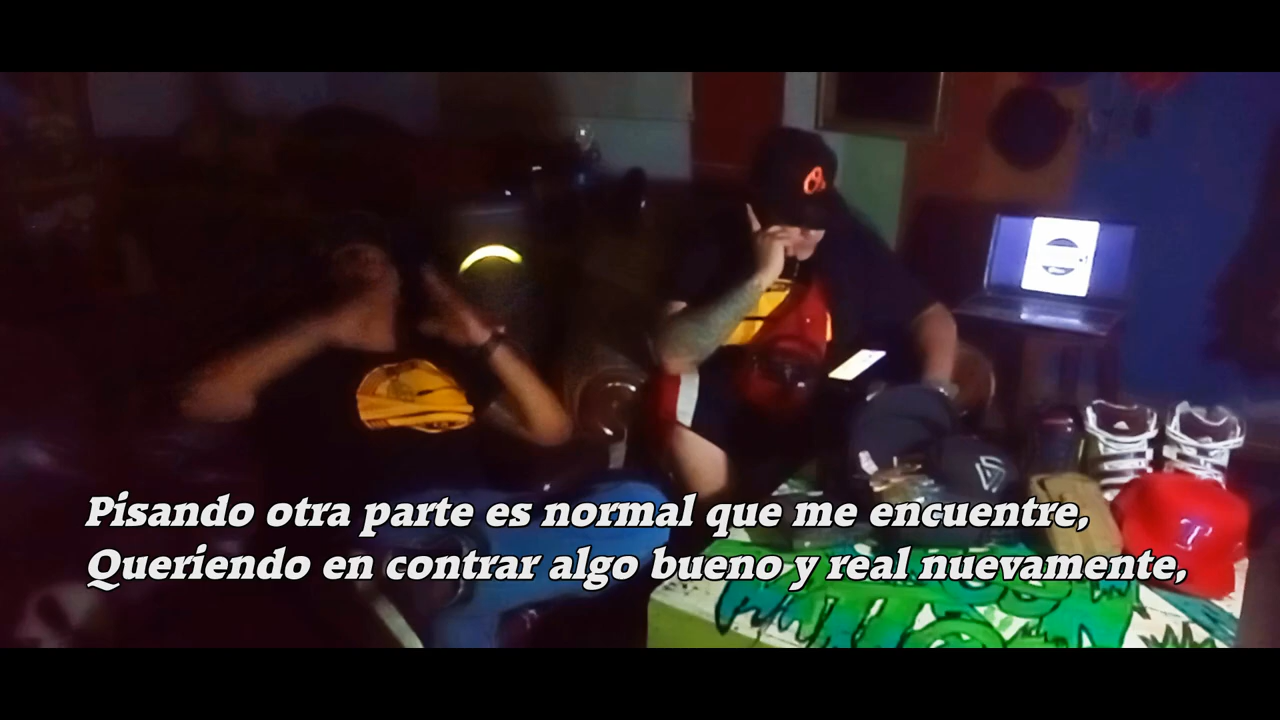 Pisando otra parte es normal que me encuentre,
Queriendo en contrar algo bueno y real nuevamente,